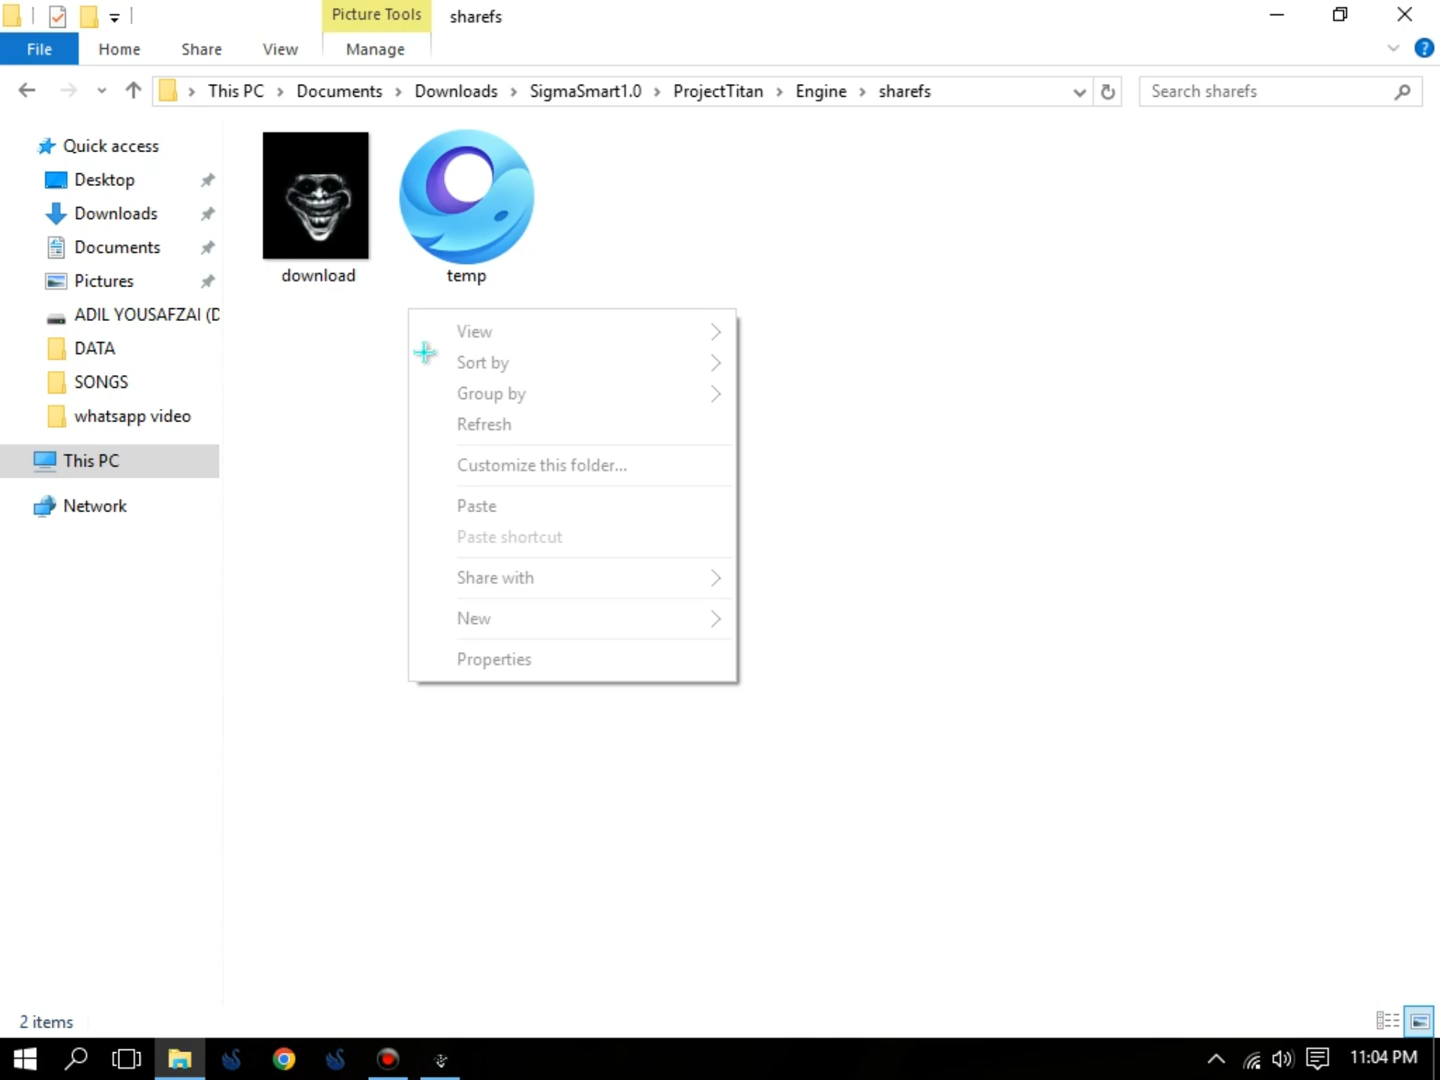 Picture Tools
sharefs
File
Home
Share
View
Manage
This PC
Documents
Downloads
SigmaSmart1.0
ProjectTitan
Engine
sharefs
Search sharefs
Quick access
Desktop
Downloads
Documents
Pictures
ADIL YOUSAFZAI (D
DATA
SONGS
whatsapp video
This PC
Network
download
temp
View
Sort by
Group by
Refresh
Customize this folder...
Paste
Paste shortcut
Share with
New
Properties
2 items
11:04 PM